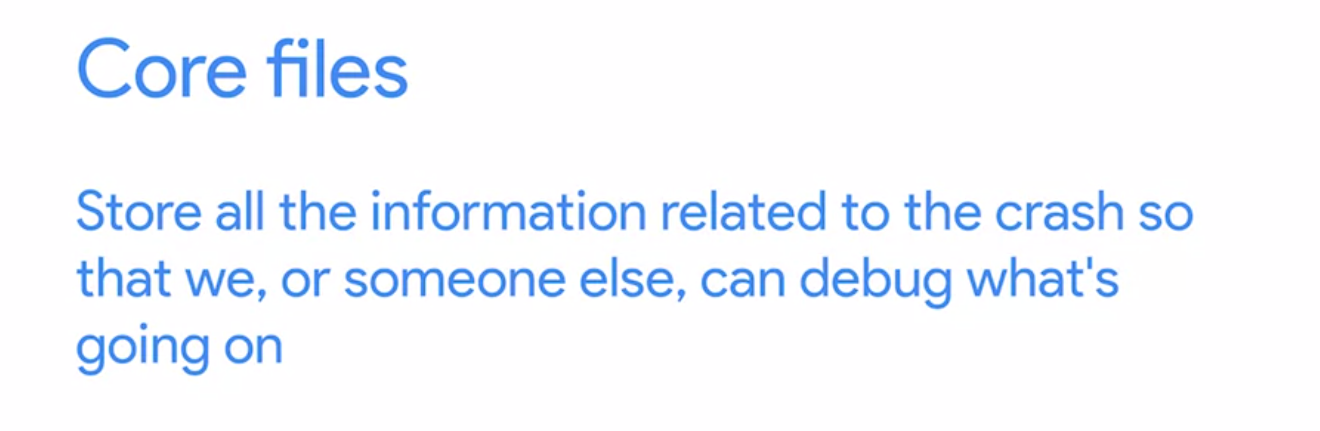 Core files
Store all the information related to the crash so
that we, or someone else, can debug what's
going on